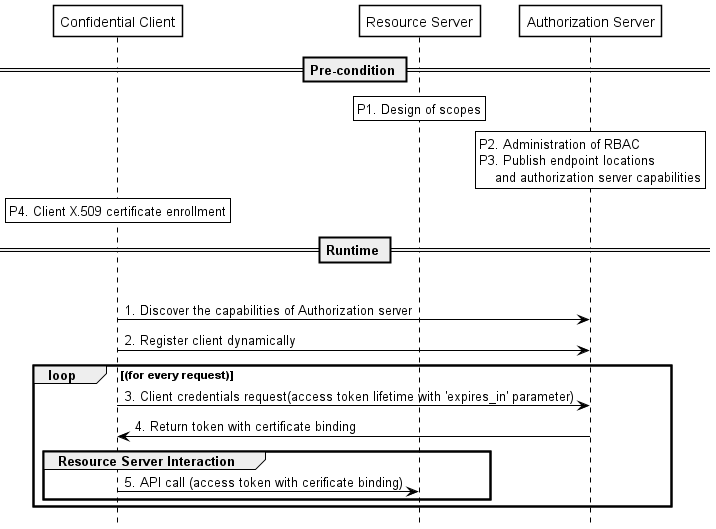 Confidential Client
Resource Server
Authorization Server
Pre-condition
P1. Design of scopes
P2. Administration of RBAC
P3. Publish endpoint locations
and authorization server capabilities
P4. Client X.509 certificate enrollment
Runtime
1. Discover the capabilities of Authorization server
2. Register client dynamically
loop
[(for every request)]
3. Client credentials request(access token lifetime with 'expires_in' parameter)
4. Return token with certificate binding
Resource Server Interaction
5. API call (access token with cerificate binding)